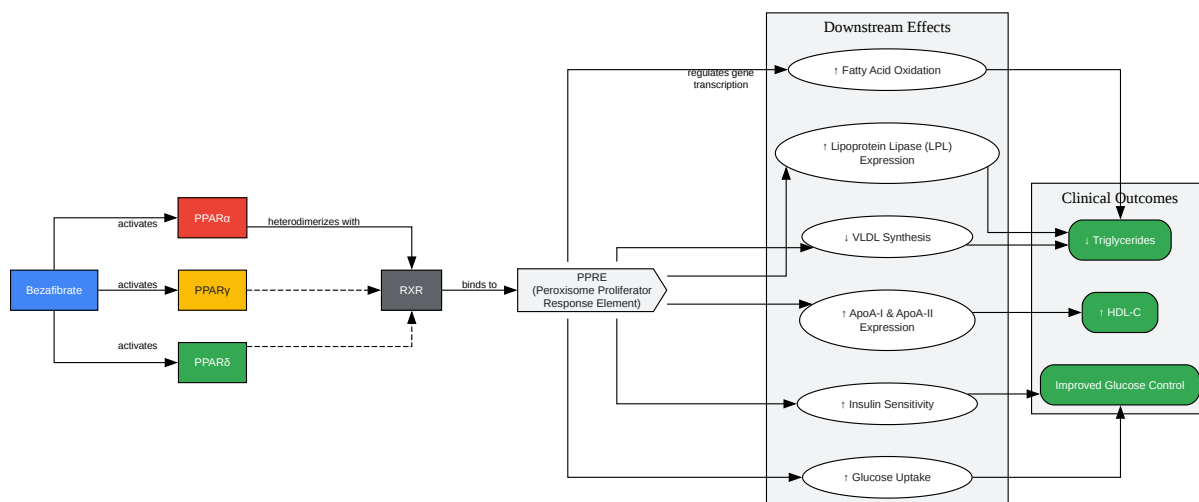 Downstream Effects
regulates gene
transcription
↑ Fatty Acid Oxidation
↑ Lipoprotein Lipase (LPL)
Expression
Clinical Outcomes
activates
PPARα
heterodimerizes with
↓ VLDL Synthesis
↓ Triglycerides
Bezafibrate
activates
PPARγ
RXR
binds to
PPRE
(Peroxisome Proliferator
Response Element)
↑ ApoA-I & ApoA-II
Expression
↑ HDL-C
activates
PPARδ
↑ Insulin Sensitivity
Improved Glucose Control
↑ Glucose Uptake